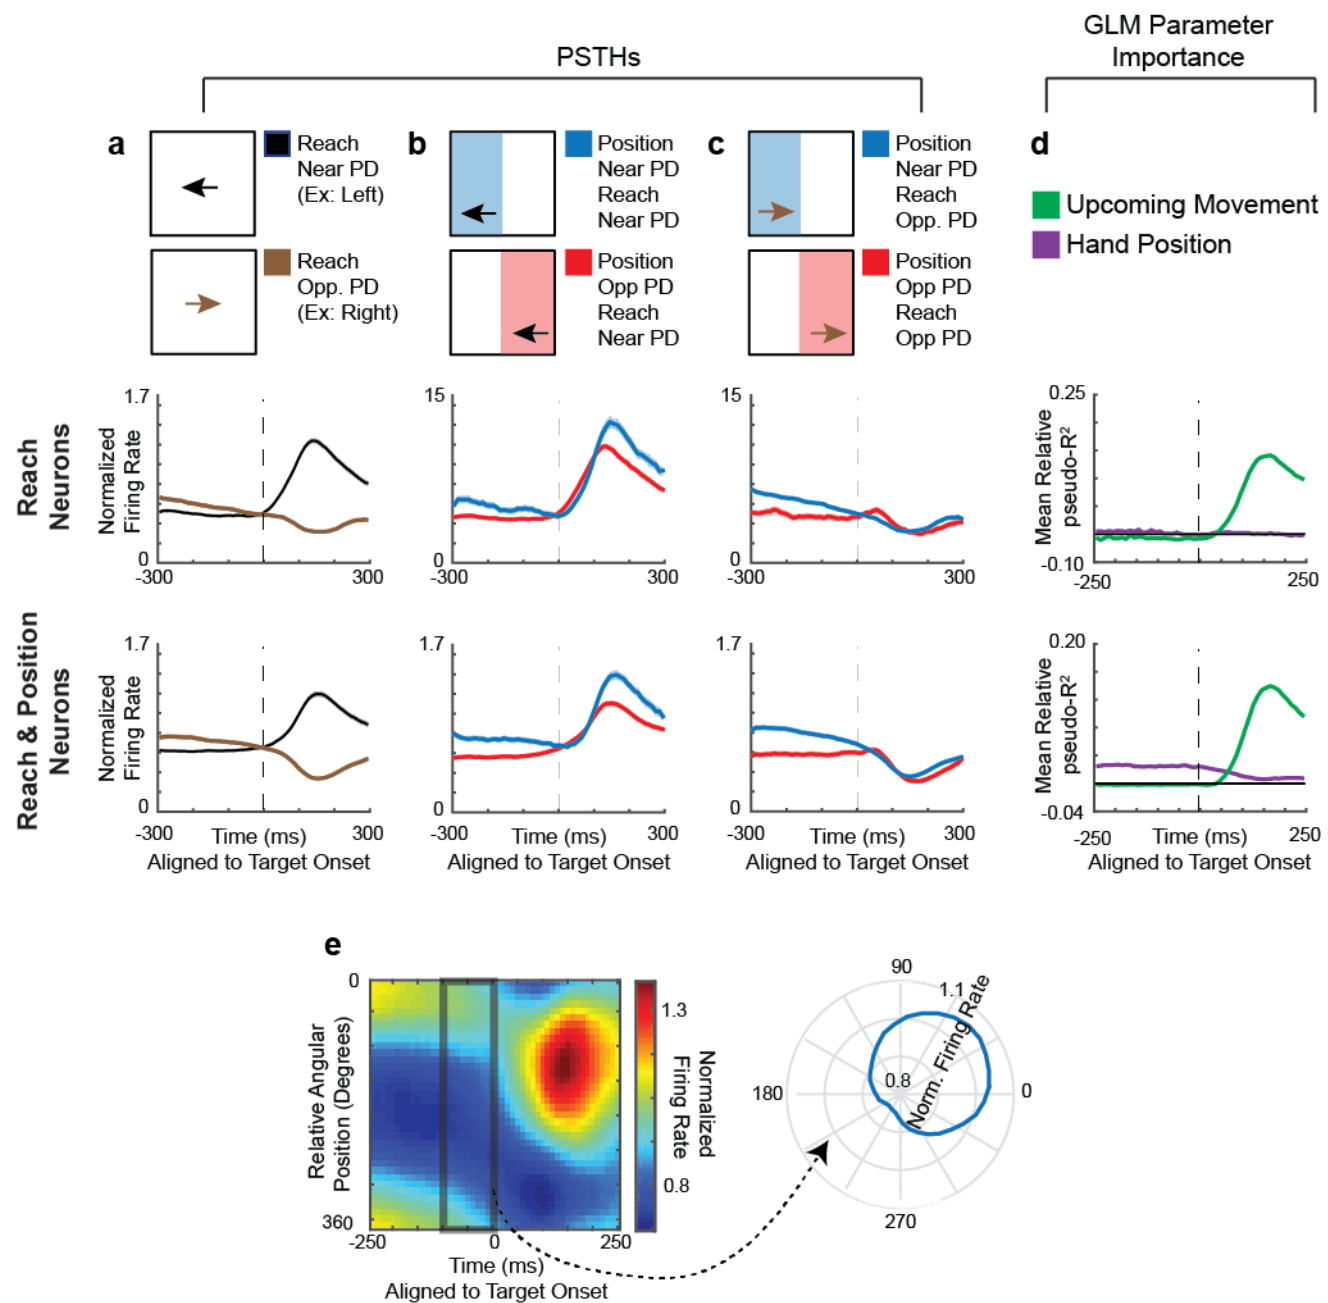 GLM Parameter
Importance
PSTHs
a
Reach
Near PD
(Ex: Left)
Reach
Opp. PD
(Ex: Right)
b
Position
Near PD
Reach
Near PD
Position
Opp PD
Reach
Near PD
c
Position
Near PD
Reach
Opp. PD
Position
Opp PD
Reach
Opp PD
d
Upcoming Movement
Hand Position
Reach
Neurons
Normalized
Firing Rate
1.7
0
-300
300
15
0
-300
300
15
0
-300
300
Mean Relative
pseudo-R²
0.25
-0.10
-250
250
Reach & Position
Neurons
Normalized
Firing Rate
1.7
0
-300
Time (ms)
300
Aligned to Target Onset
1.7
0
-300
Time (ms)
300
Aligned to Target Onset
1.7
0
-300
Time (ms)
300
Aligned to Target Onset
Mean Relative
pseudo-R²
0.20
-0.04
-250
Time (ms)
250
Aligned to Target Onset
e
Relative Angular
Position (Degrees)
0
360
-250
0
250
Time (ms)
Aligned to Target Onset
1.3
0.8
Normalized
Firing Rate
90
1.1
Norm. Firing Rate
0.8
180
0
270